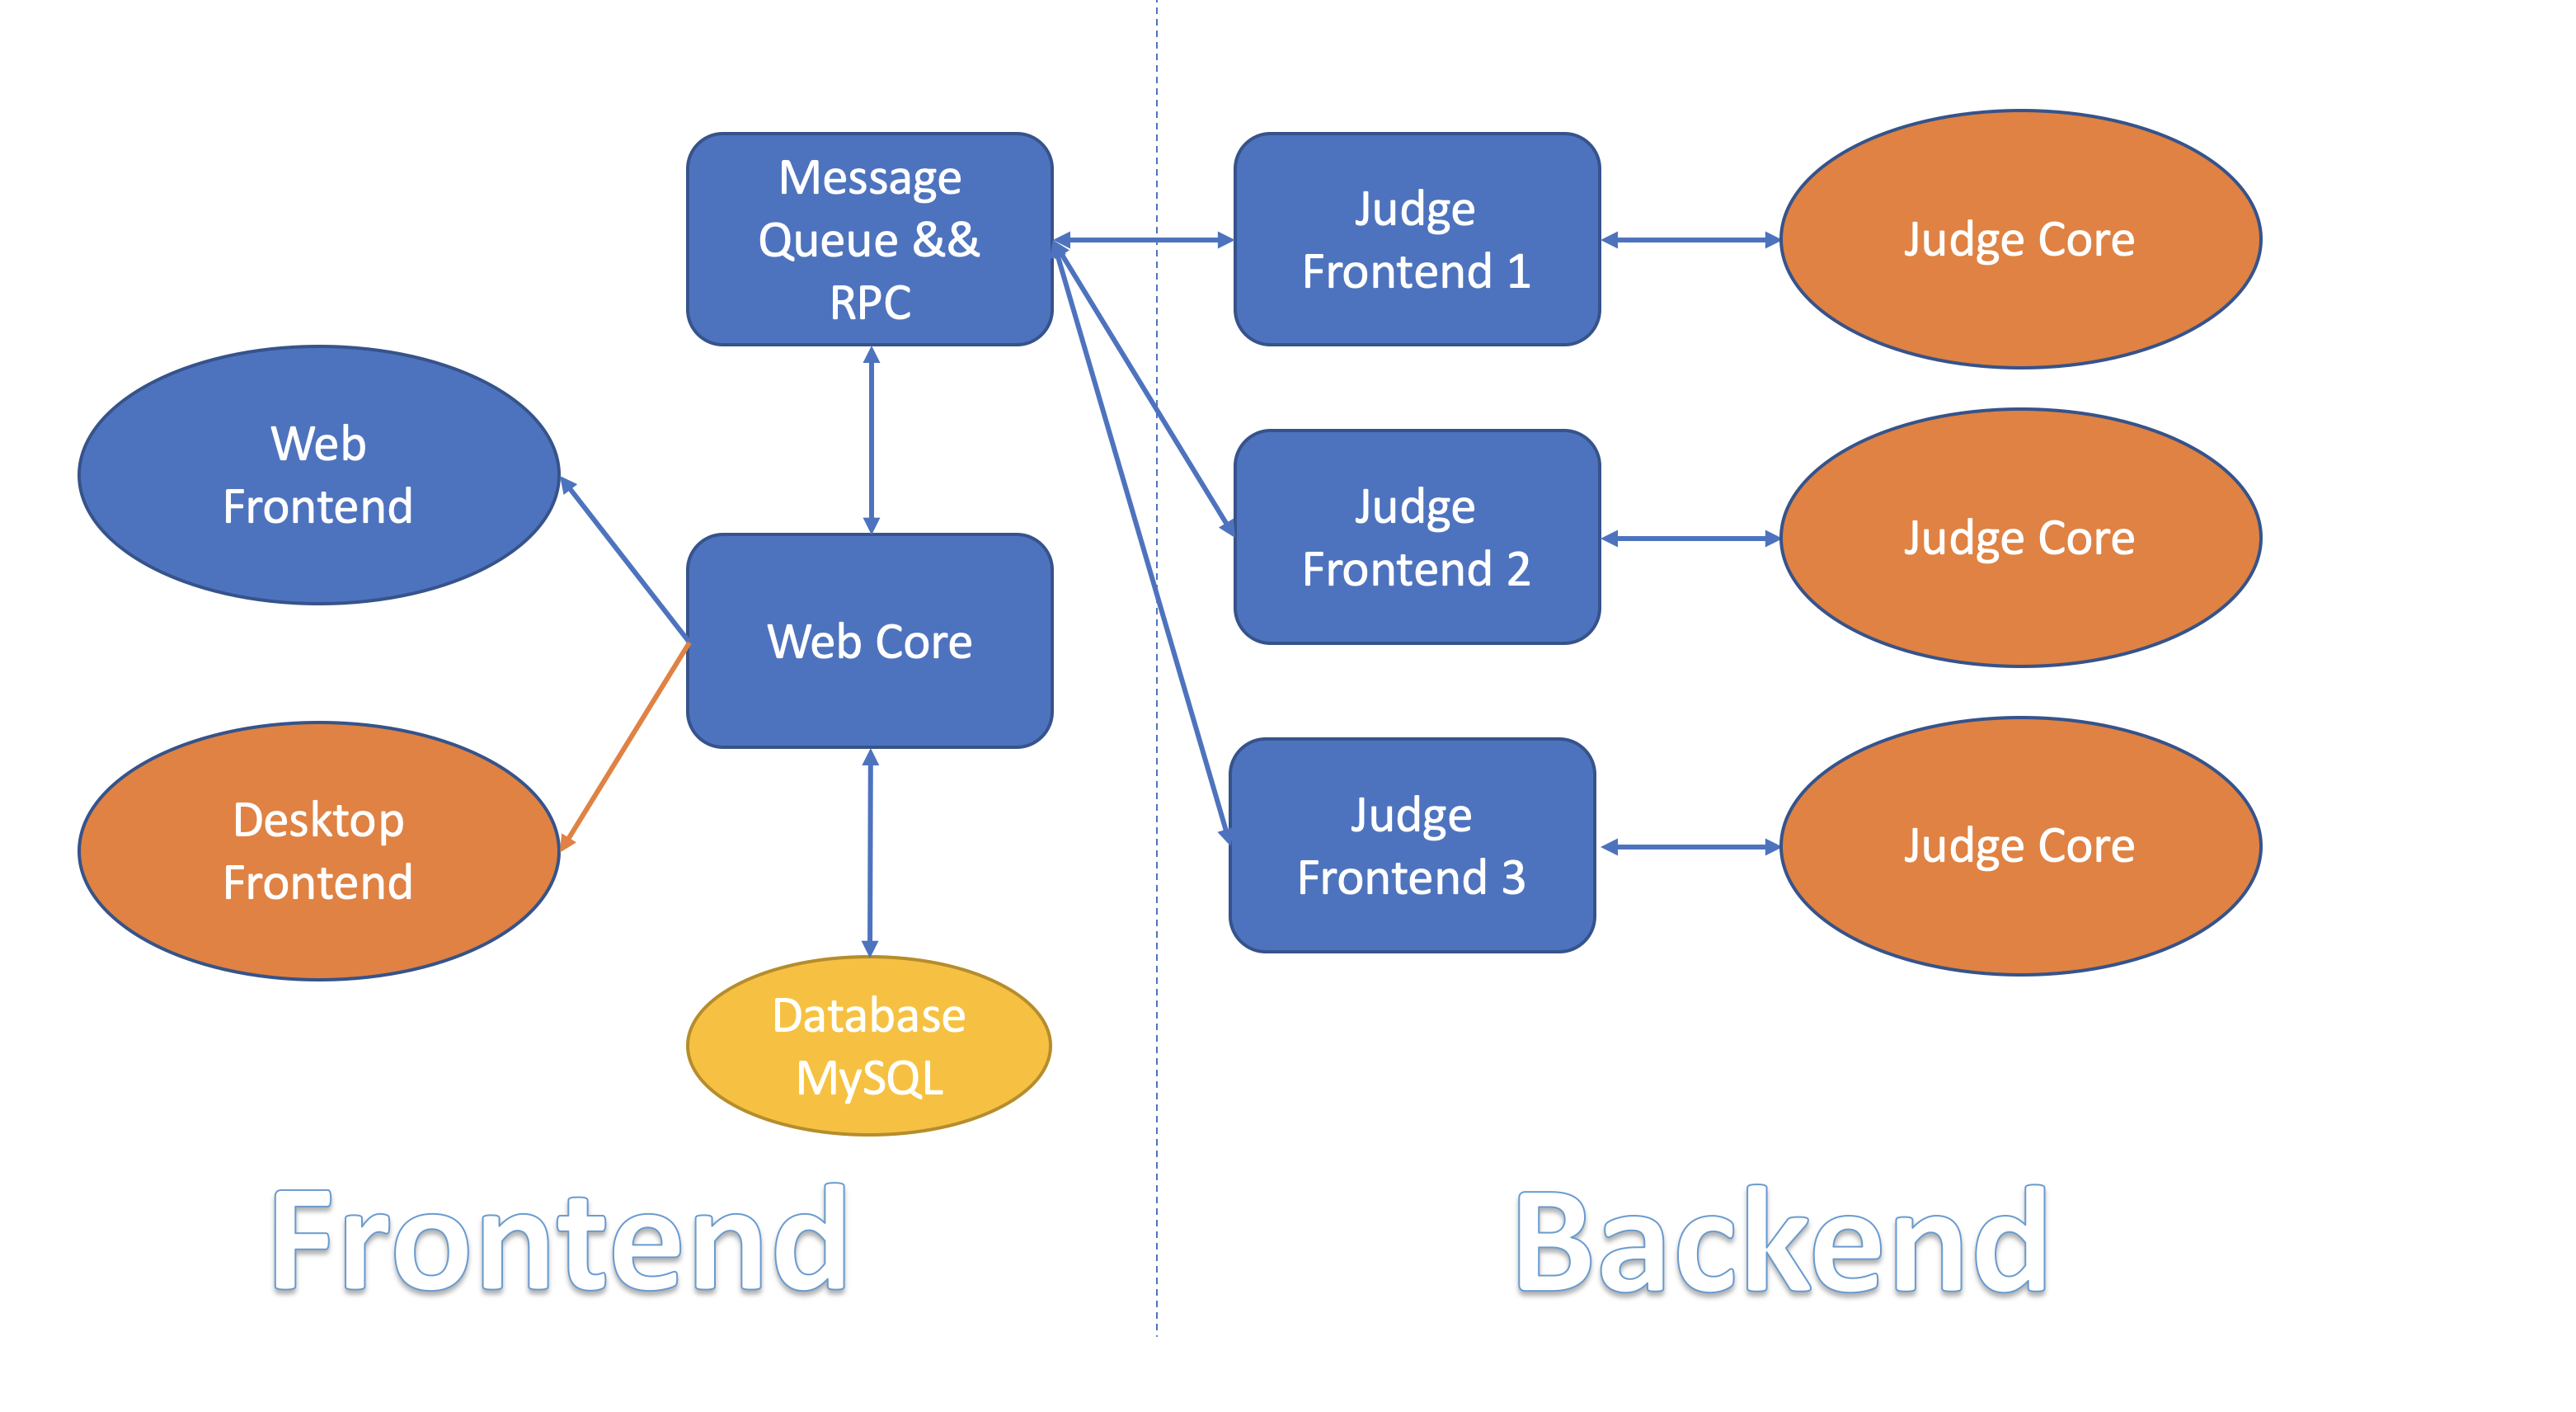 Message
Queue &&
RPC
Judge
Frontend 1
Judge Core
Web
Frontend
Judge
Frontend 2
Judge Core
Web Core
Desktop
Frontend
Judge
Frontend 3
Judge Core
Database
MySQL
Frontend
Backend